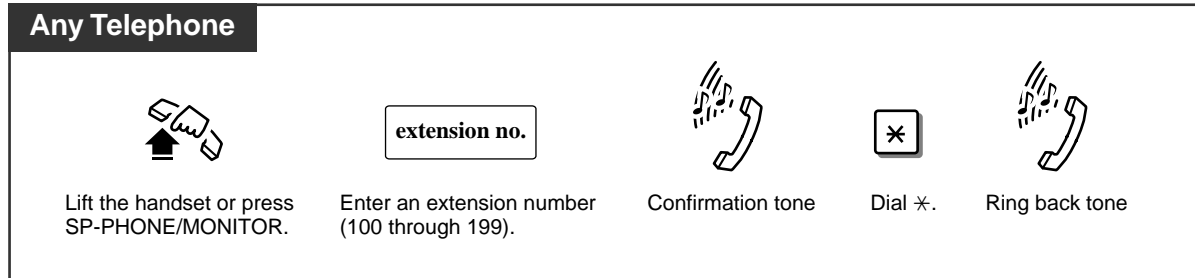 Any Telephone
extension no.
Lift the handset or press
SP-PHONE/MONITOR.
Enter an extension number
(100 through 199).
Confirmation tone
Dial ✳.
Ring back tone